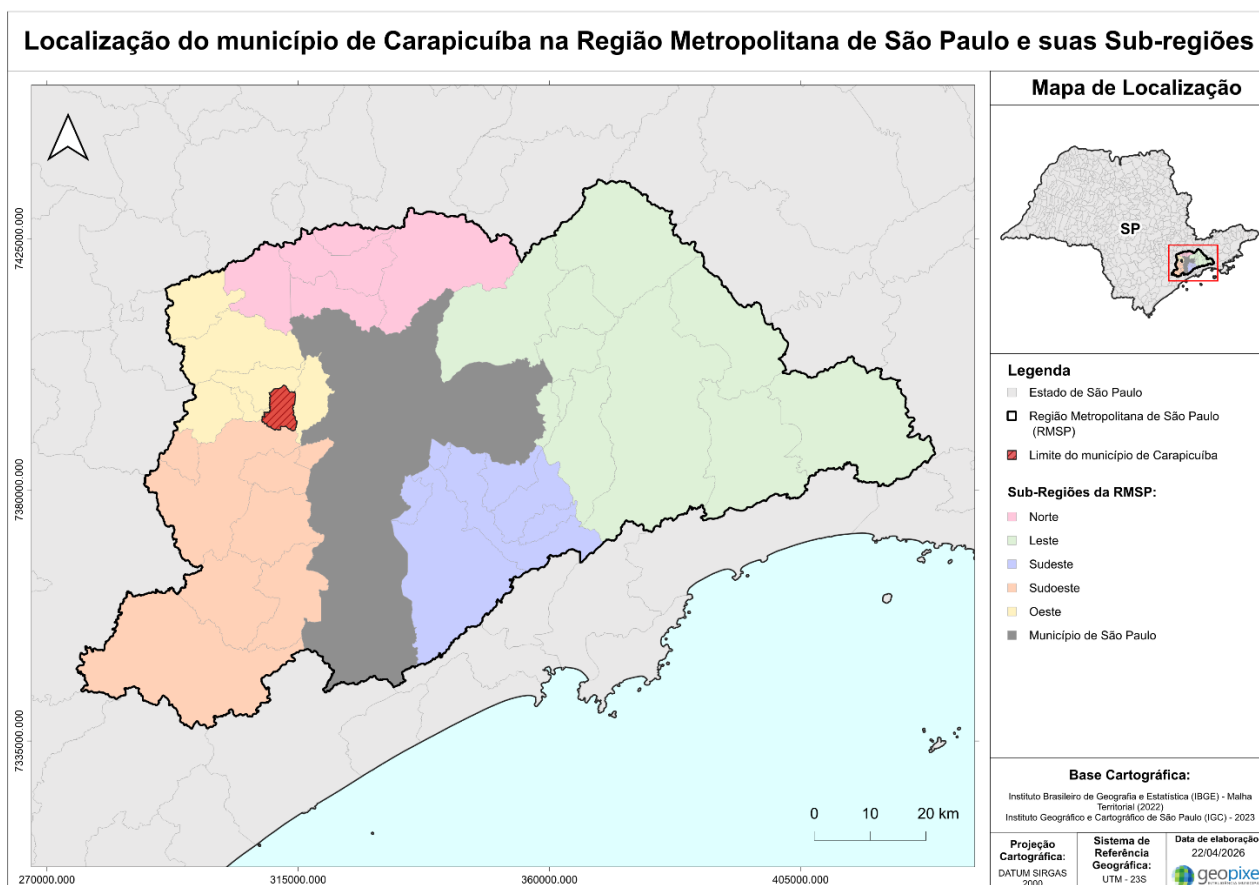 Localização do município de Carapicuíba na Região Metropolitana de São Paulo e suas Sub-regiões
7425000.000
7380000.000
7335000.000
270000.000
315000.000
360000.000
405000.000
0 10 20 km
Mapa de Localização
SP
Legenda
Estado de São Paulo
Região Metropolitana de São Paulo
(RMSP)
Limite do município de Carapicuíba
Sub-Regiões da RMSP:
Norte
Leste
Sudeste
Sudoeste
Oeste
Município de São Paulo
Base Cartográfica:
Instituto Brasileiro de Geografia e Estatística (IBGE) - Malha
Territorial (2022)
Instituto Geográfico e Cartográfico de São Paulo (IGC) - 2023
Projeção
Cartográfica:
DATUM SIRGAS
2000
Sistema de
Referência
Geográfica:
UTM - 23S
Data de elaboração
22/04/2026
geopixe